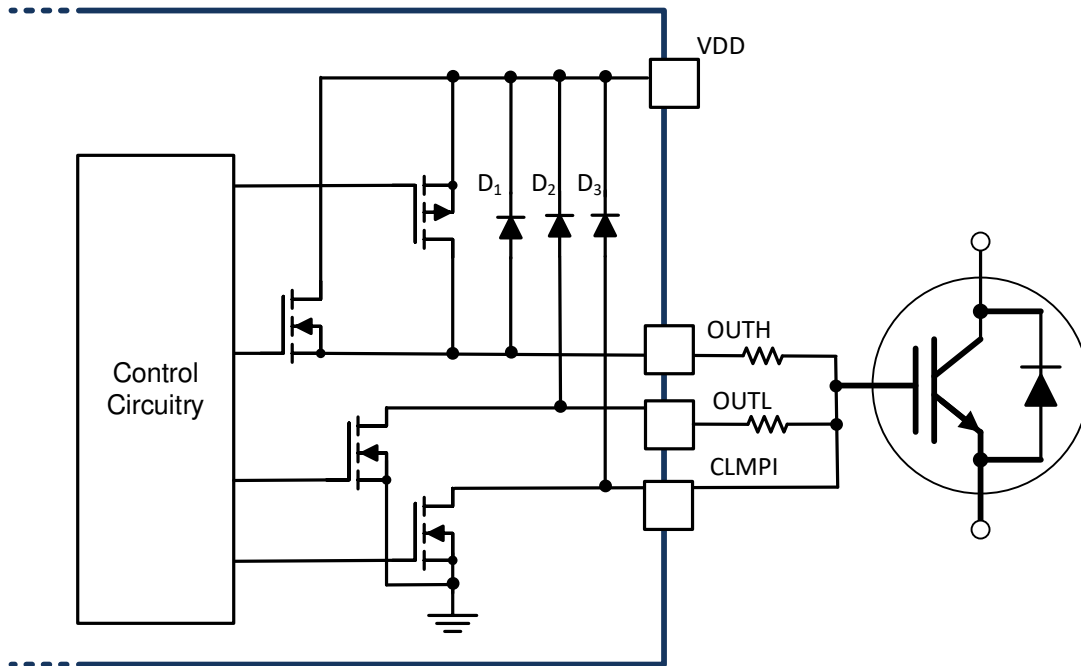 VDD
D₁ D₂ D₃
OUTH
Control
Circuitry
OUTL
CLMPI